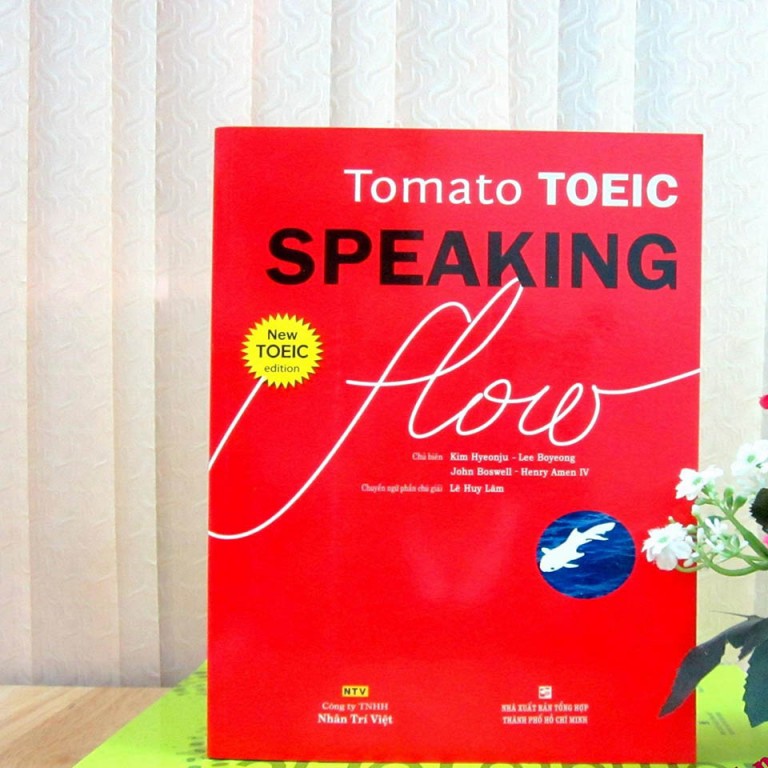 Tomato TOEIC
SPEAKING
flow
New
TOEIC
edition
Chủ biên Kim Hyeonju - Lee Boyeong
John Boswell - Henry Amen IV
Chuyển ngữ phần chú giải Lê Huy Lâm
NTV
Công ty TNHH
Nhân Trí Việt
NHÀ XUẤT BẢN TỔNG HỢP
THÀNH PHỐ HỒ CHÍ MINH